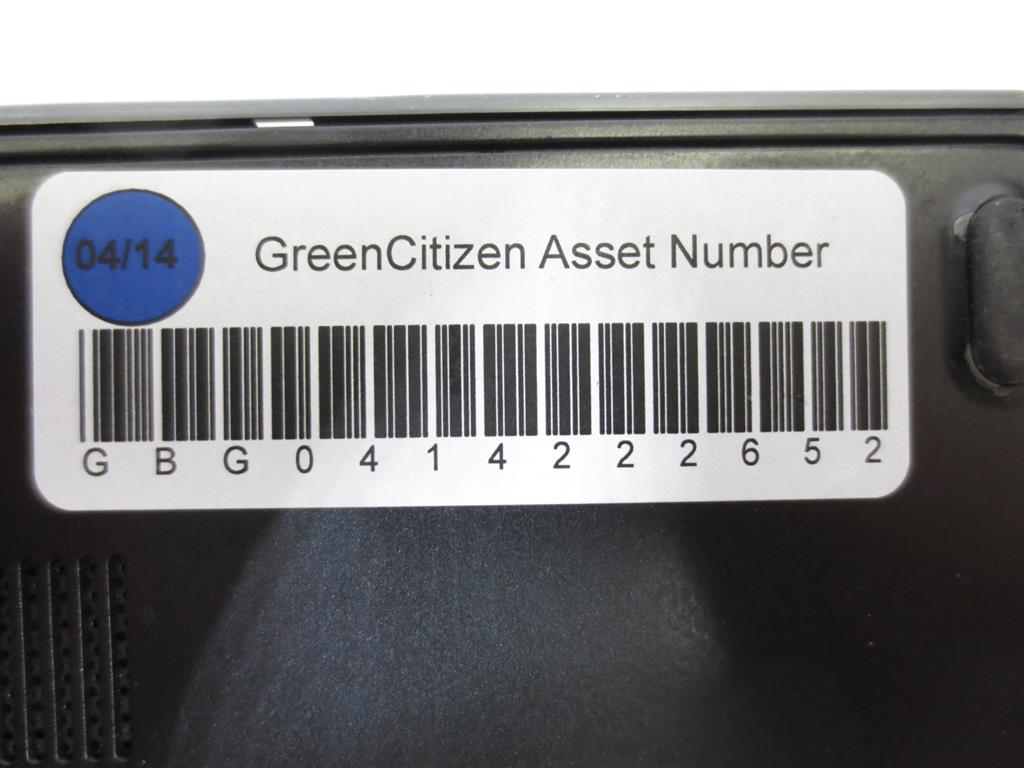 04/14
GreenCitizen Asset Number
G B G 0 4 1 4 2 2 2 6 5 2